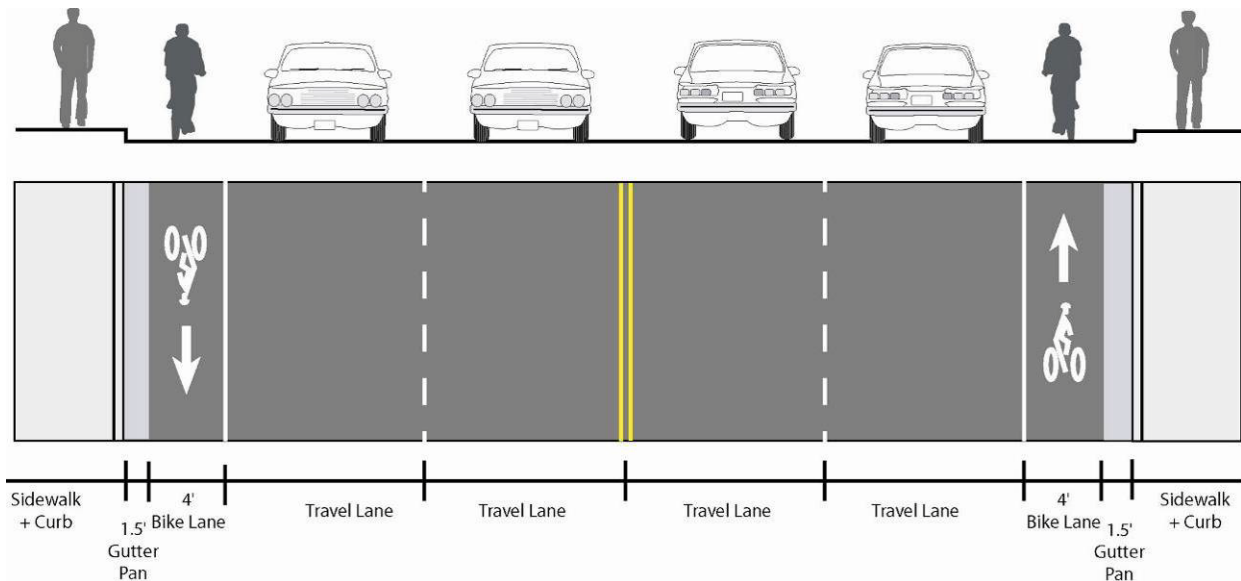 Sidewalk
+ Curb
1.5'
Gutter
Pan
4'
Bike Lane
Travel Lane
Travel Lane
Travel Lane
Travel Lane
4'
Bike Lane
1.5'
Gutter
Pan
Sidewalk
+ Curb